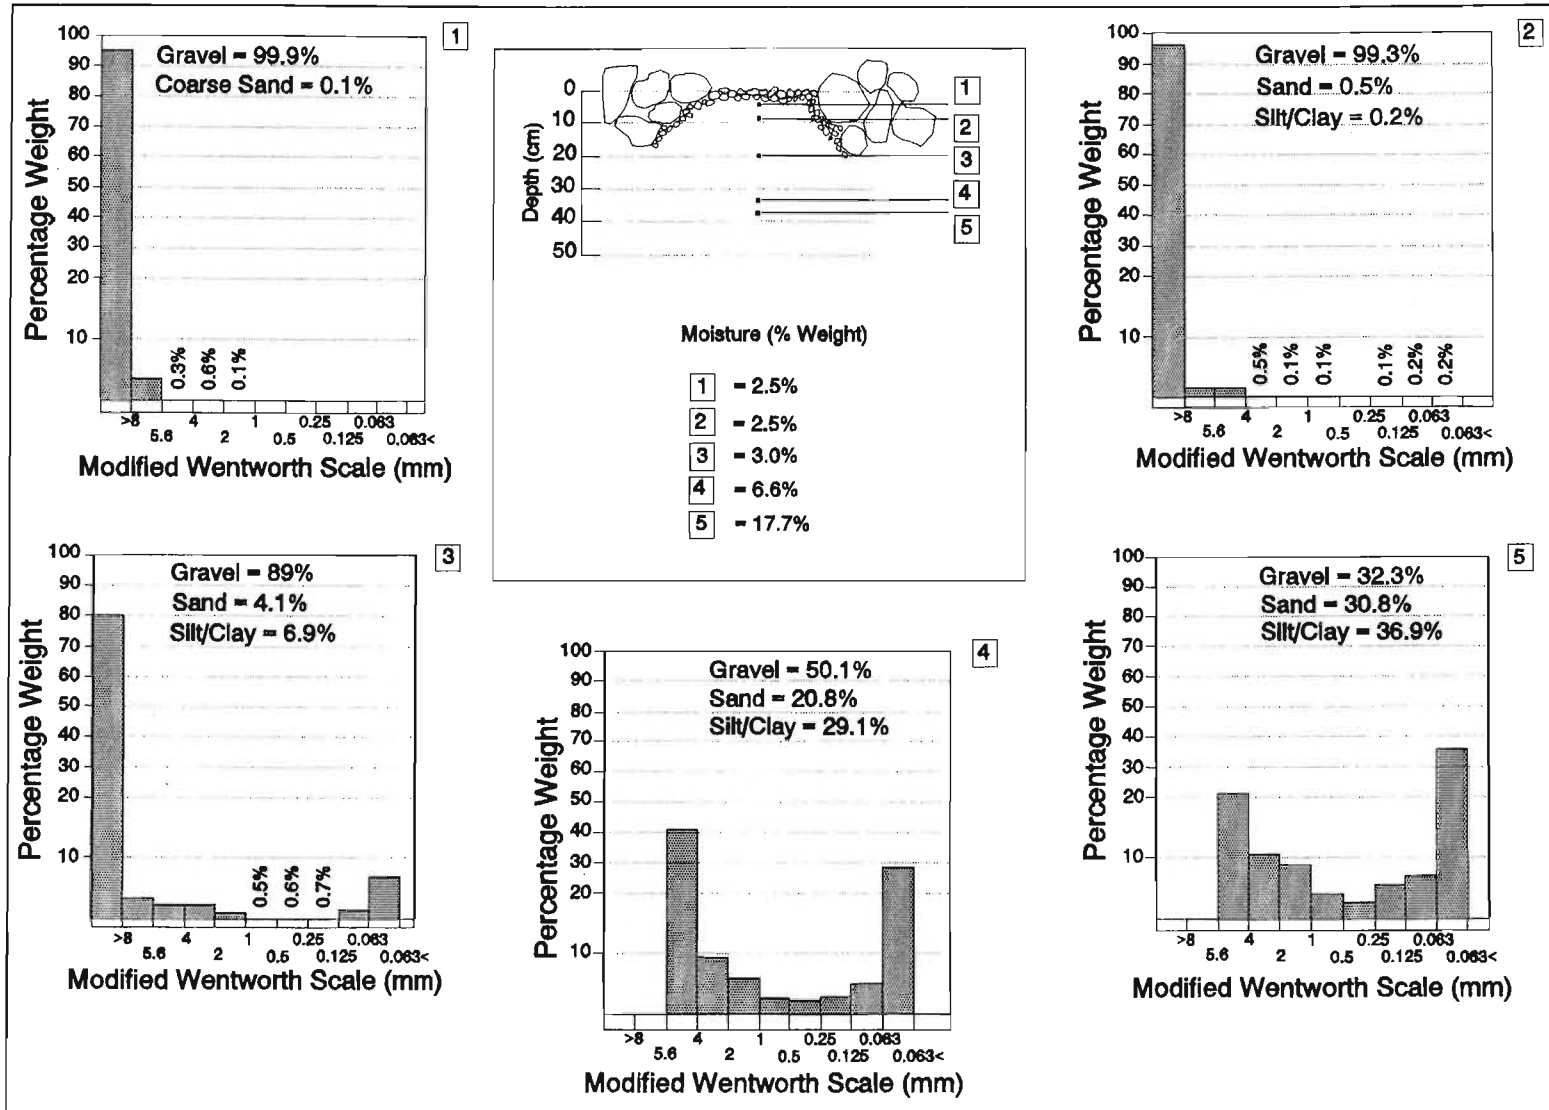 1
Gravel = 99.9%
Coarse Sand = 0.1%
Percentage Weight
100
90
80
70
60
50
40
30
20
10
0.3% 0.6% 0.1%
>8 4 1 0.25 0.063
5.6 2 0.5 0.125 0.063<
Modified Wentworth Scale (mm)
Depth (cm)
0
10
20
30
40
50
1
2
3
4
5
Moisture (% Weight)
1 = 2.5%
2 = 2.5%
3 = 3.0%
4 = 6.6%
5 = 17.7%
2
Gravel = 99.3%
Sand = 0.5%
Silt/Clay = 0.2%
Percentage Weight
100
90
80
70
60
50
40
30
20
10
0.5% 0.1% 0.1% 0.1% 0.2% 0.2%
>8 4 1 0.25 0.063
5.6 2 0.5 0.125 0.063<
Modified Wentworth Scale (mm)
3
Gravel = 89%
Sand = 4.1%
Silt/Clay = 6.9%
Percentage Weight
100
90
80
70
60
50
40
30
20
10
0.5% 0.6% 0.7%
>8 4 1 0.25 0.063
5.6 2 0.5 0.125 0.063<
Modified Wentworth Scale (mm)
4
Gravel = 50.1%
Sand = 20.8%
Silt/Clay = 29.1%
Percentage Weight
100
90
80
70
60
50
40
30
20
10
>8 4 1 0.25 0.063
5.6 2 0.5 0.125 0.063<
Modified Wentworth Scale (mm)
5
Gravel = 32.3%
Sand = 30.8%
Silt/Clay = 36.9%
Percentage Weight
100
90
80
70
60
50
40
30
20
10
>8 4 1 0.25 0.063
5.6 2 0.5 0.125 0.063<
Modified Wentworth Scale (mm)